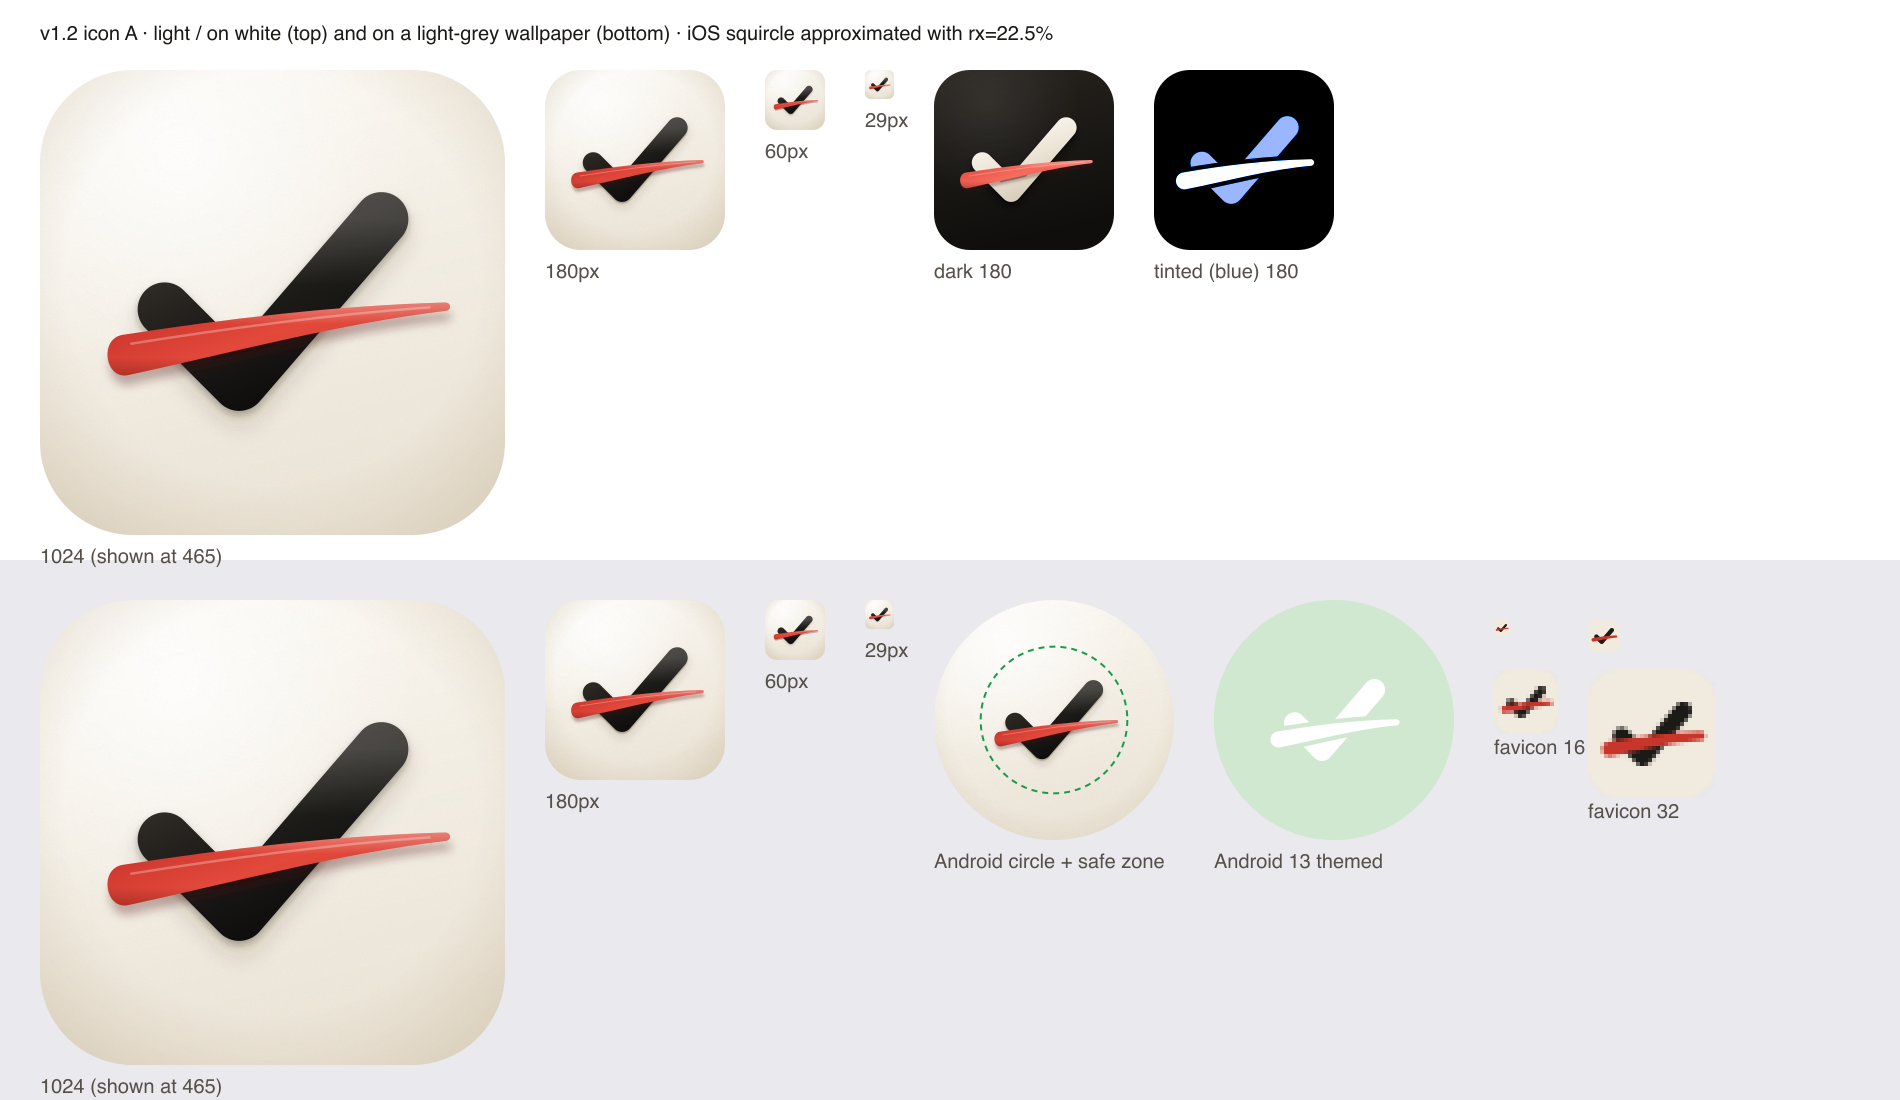 v1.2 icon A · light / on white (top) and on a light-grey wallpaper (bottom) · iOS squircle approximated with rx=22.5%
1024 (shown at 465)
180px
60px
29px
dark 180
tinted (blue) 180
1024 (shown at 465)
180px
60px
29px
Android circle + safe zone
Android 13 themed
favicon 16
favicon 32